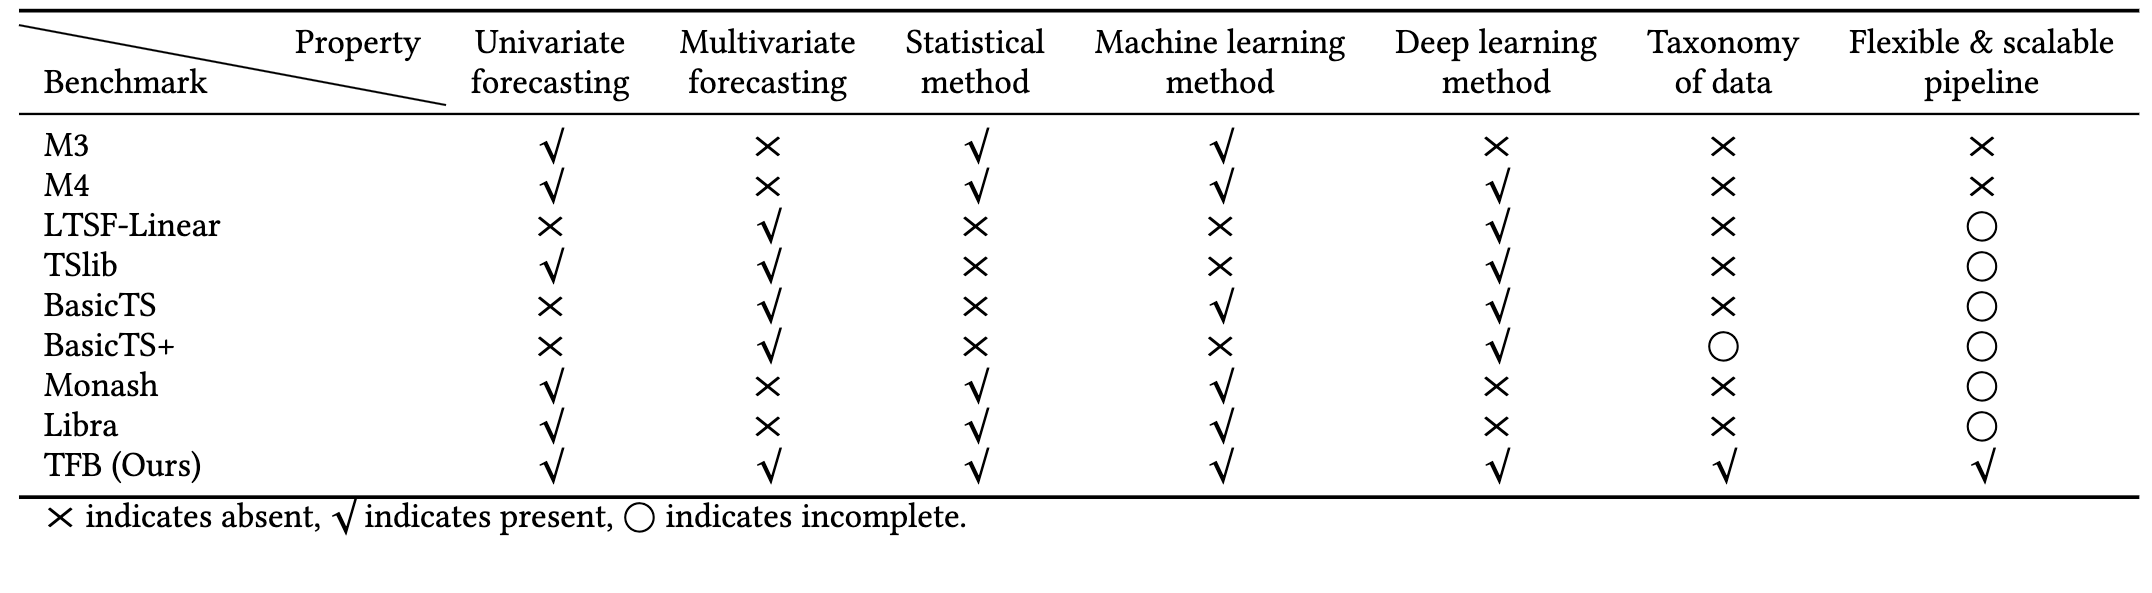 Property Univariate Multivariate Statistical Machine learning Deep learning Taxonomy Flexible & scalable
Benchmark forecasting forecasting method method method of data pipeline
M3 √ × √ √ × × ×
M4 √ × √ √ √ × ×
LTSF-Linear × √ × × √ × ○
TSlib √ √ × × √ × ○
BasicTS × √ × √ √ × ○
BasicTS+ × √ × × √ ○ ○
Monash √ × √ √ × × ○
Libra √ × √ √ × × ○
TFB (Ours) √ √ √ √ √ √ √
× indicates absent, √ indicates present, ○ indicates incomplete.